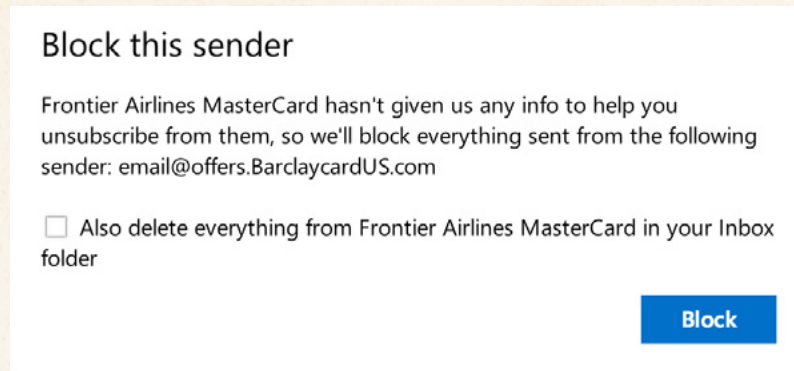 Block this sender
Frontier Airlines MasterCard hasn't given us any info to help you
unsubscribe from them, so we'll block everything sent from the following
sender: email@offers.BarclaycardUS.com
Also delete everything from Frontier Airlines MasterCard in your Inbox
folder
Block